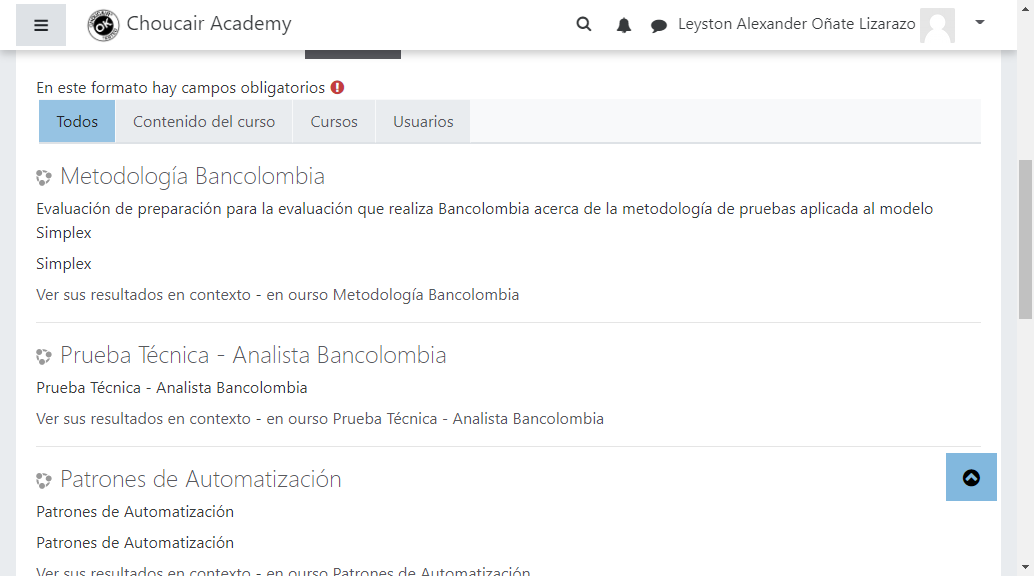 Choucair Academy
Leyston Alexander Oñate Lizarazo
En este formato hay campos obligatorios
Todos
Contenido del curso
Cursos
Usuarios
Metodología Bancolombia
Evaluación de preparación para la evaluación que realiza Bancolombia acerca de la metodología de pruebas aplicada al modelo
Simplex
Simplex
Ver sus resultados en contexto - en ourso Metodología Bancolombia
Prueba Técnica - Analista Bancolombia
Prueba Técnica - Analista Bancolombia
Ver sus resultados en contexto - en ourso Prueba Técnica - Analista Bancolombia
Patrones de Automatización
Patrones de Automatización
Patrones de Automatización
Ver sus resultados en contexto - en ourso Patrones de Automatización